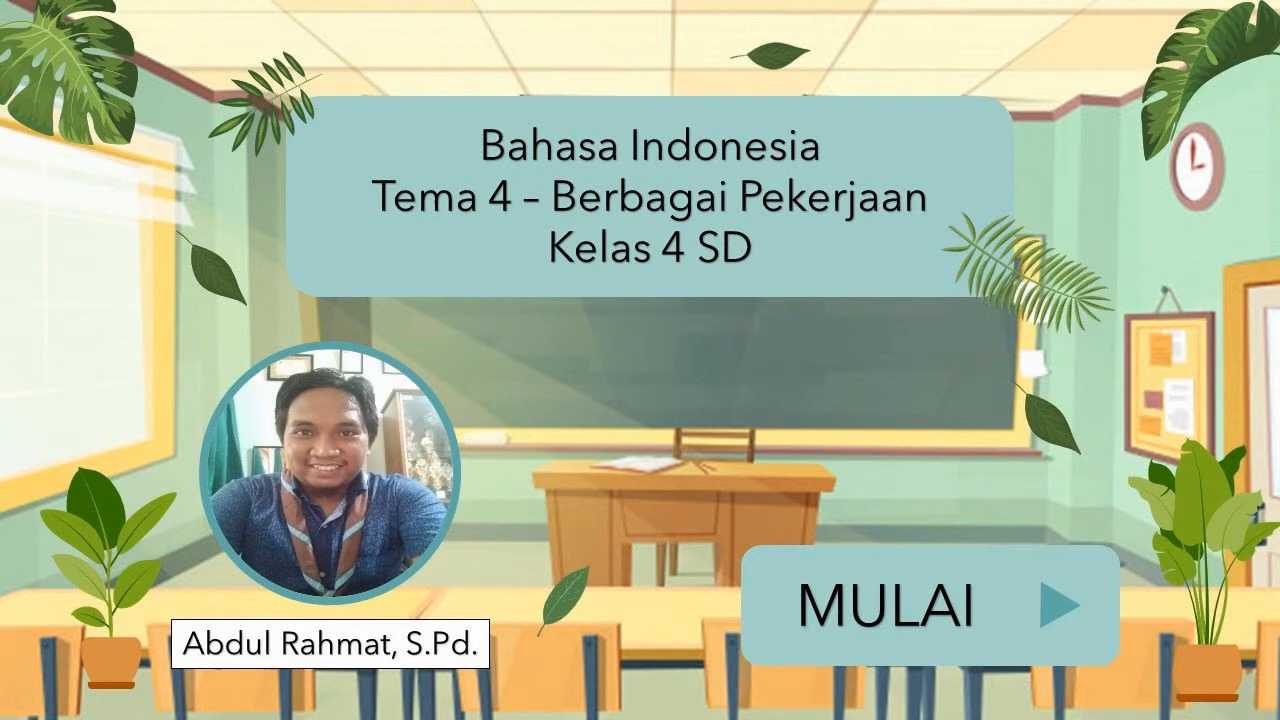 Bahasa Indonesia
Tema 4 – Berbagai Pekerjaan
Kelas 4 SD
MULAI
Abdul Rahmat, S.Pd.